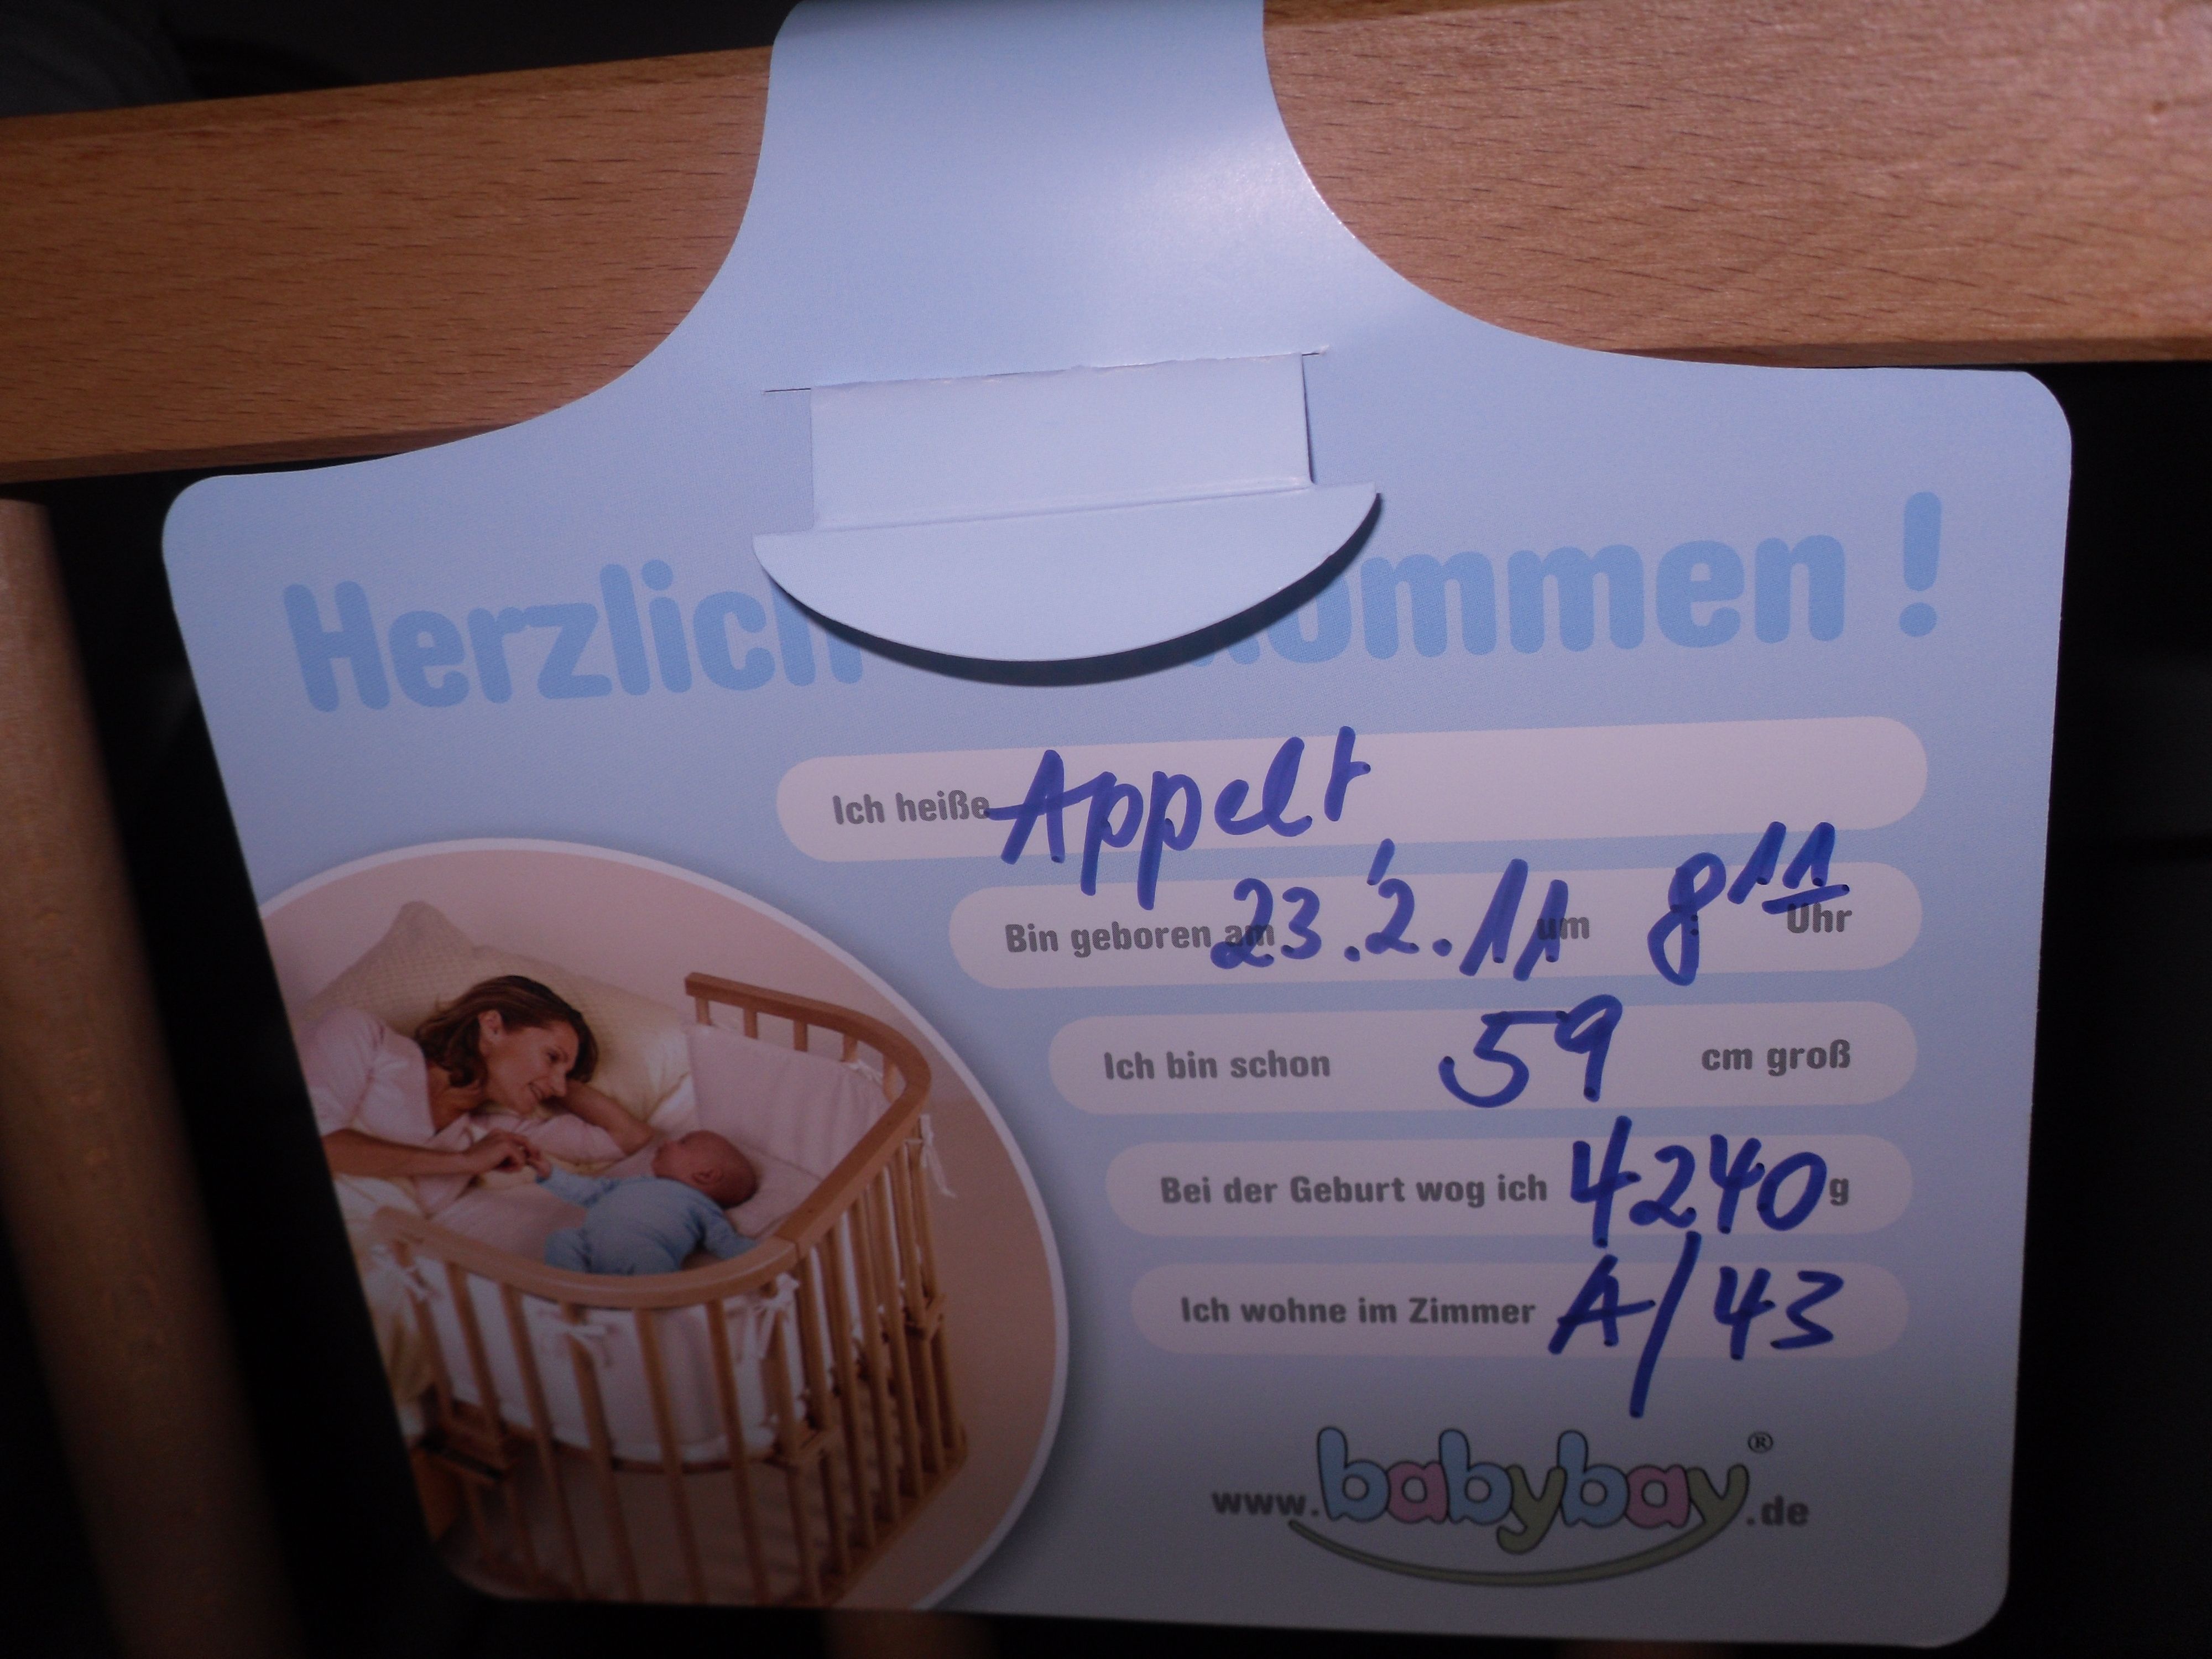 Herzlich kommen !
Ich heiße Appelt
Bin geboren am 23.2.11 um 8 : 11 Uhr
Ich bin schon 59 cm groß
Bei der Geburt wog ich 4240 g
Ich wohne im Zimmer A/43
www.babybay®.de